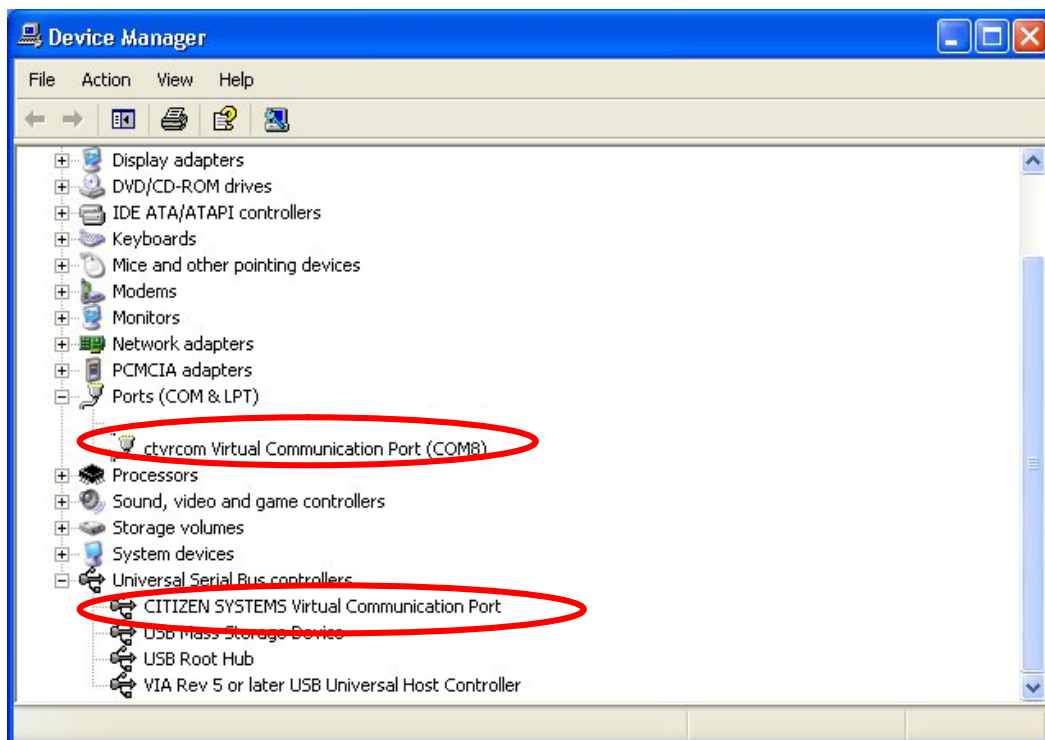 Device Manager
File Action View Help
Display adapters
DVD/CD-ROM drives
IDE ATA/ATAPI controllers
Keyboards
Mice and other pointing devices
Modems
Monitors
Network adapters
PCMCIA adapters
Ports (COM & LPT)
ctvrcom Virtual Communication Port (COM8)
Processors
Sound, video and game controllers
Storage volumes
System devices
Universal Serial Bus controllers
CITIZEN SYSTEMS Virtual Communication Port
USB Mass Storage Device
USB Root Hub
VIA Rev 5 or later USB Universal Host Controller